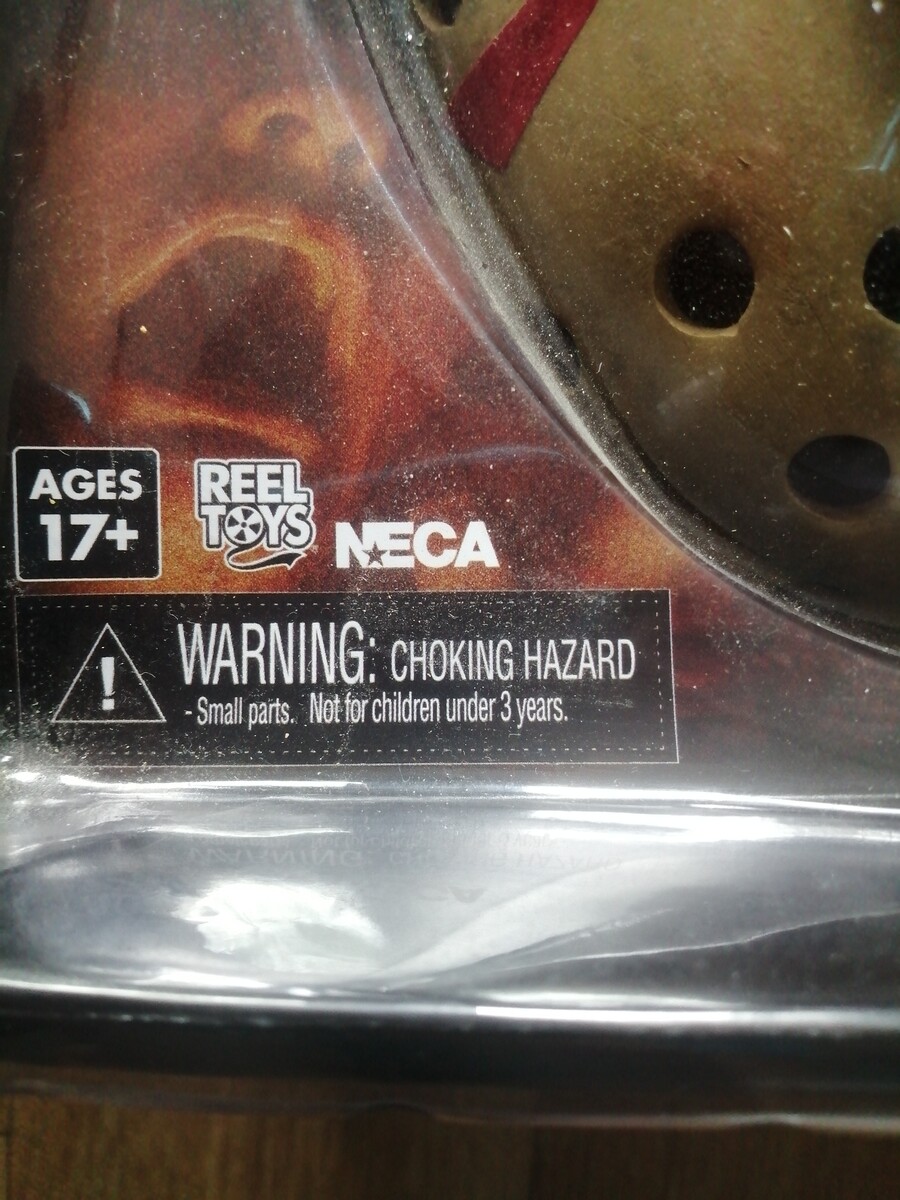 AGES
17+
REEL
TOYS
NECA
WARNING: CHOKING HAZARD
- Small parts. Not for children under 3 years.